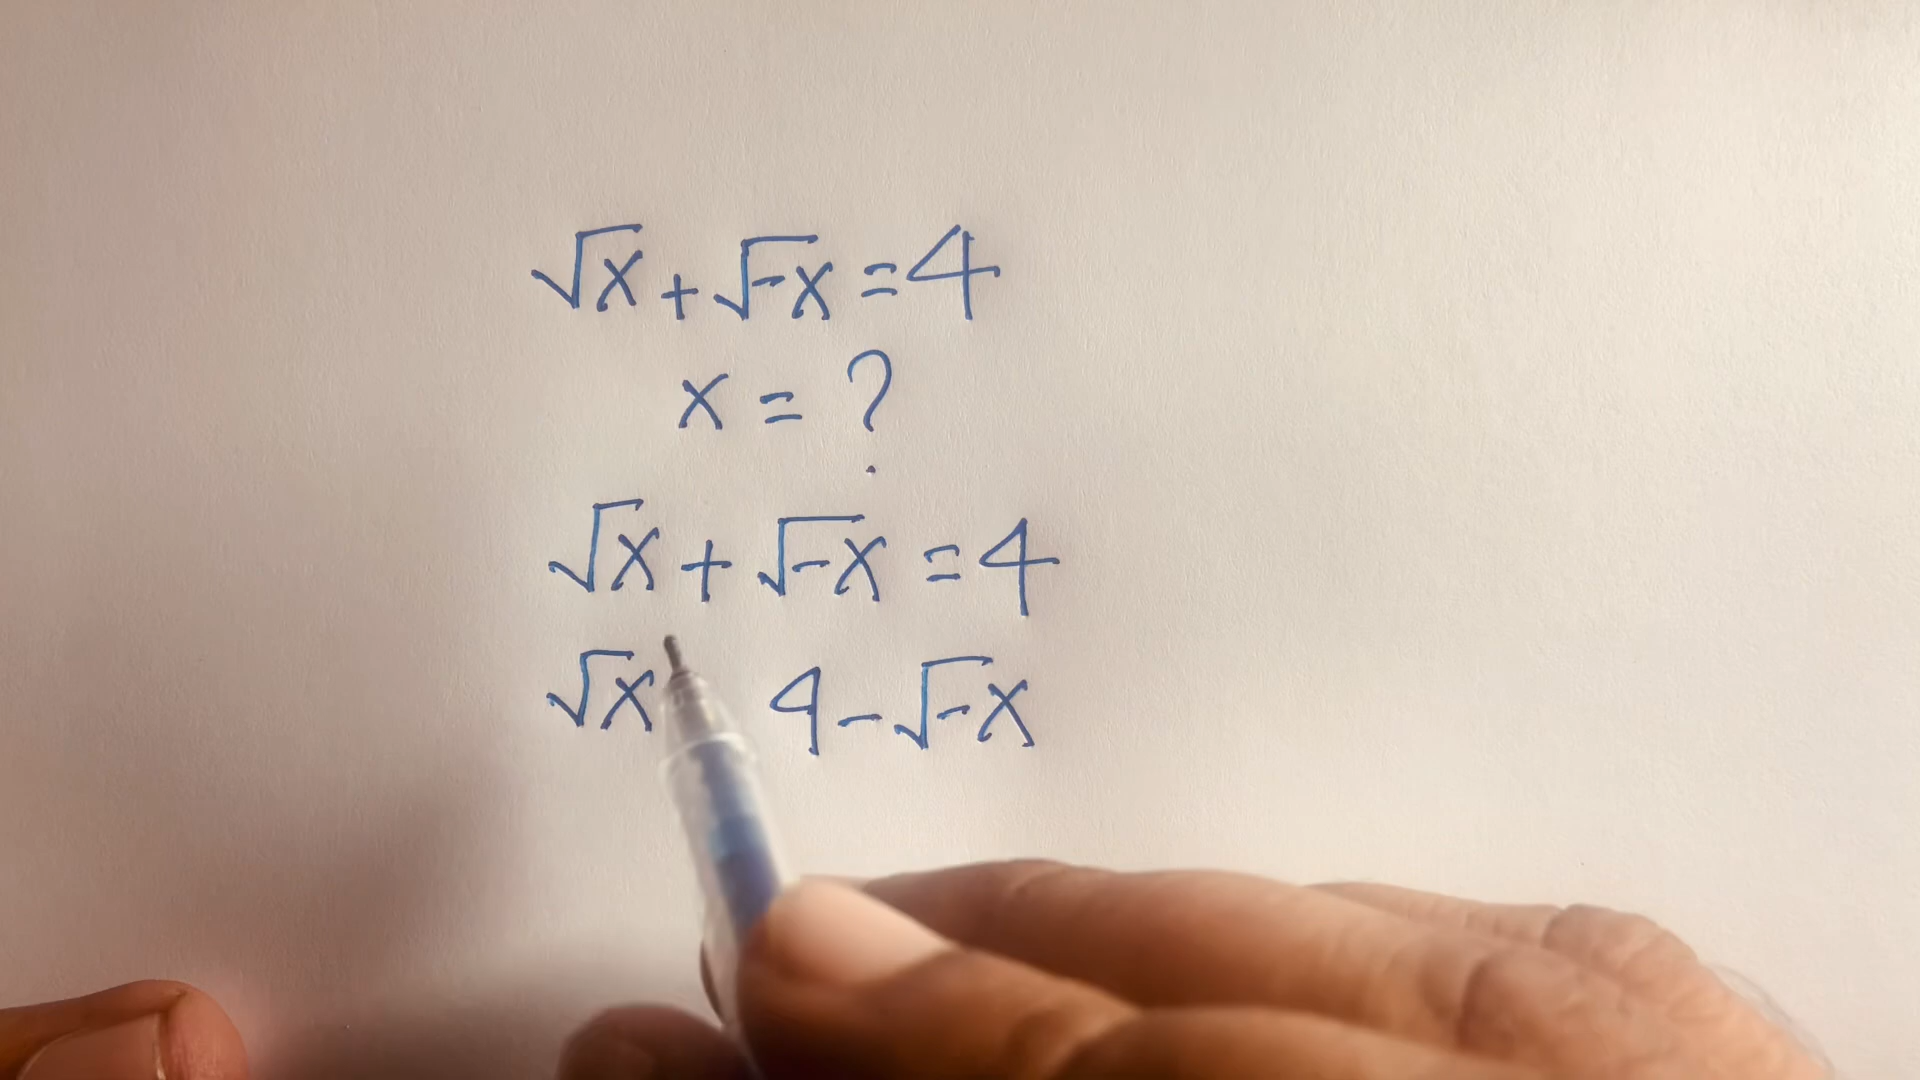 √x + √-x = 4
x = ?
√x + √-x = 4
√x 4 - √-x